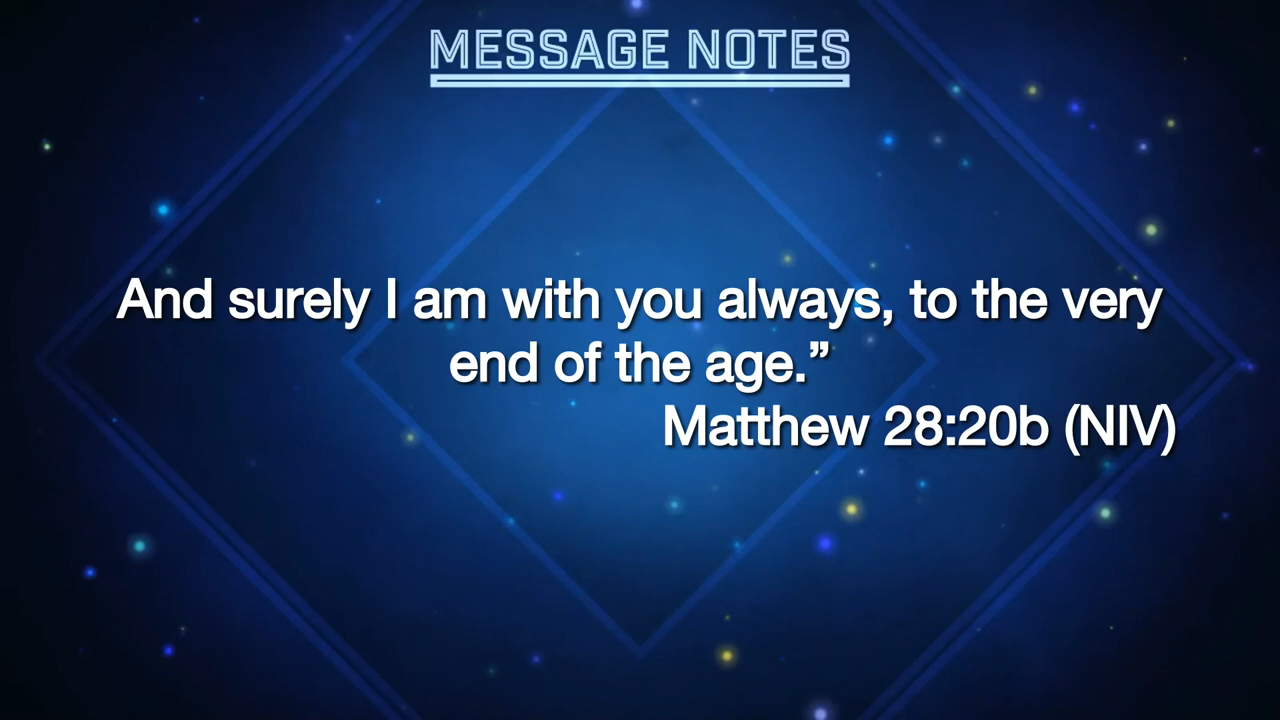 MESSAGE NOTES
And surely I am with you always, to the very
end of the age.”
Matthew 28:20b (NIV)